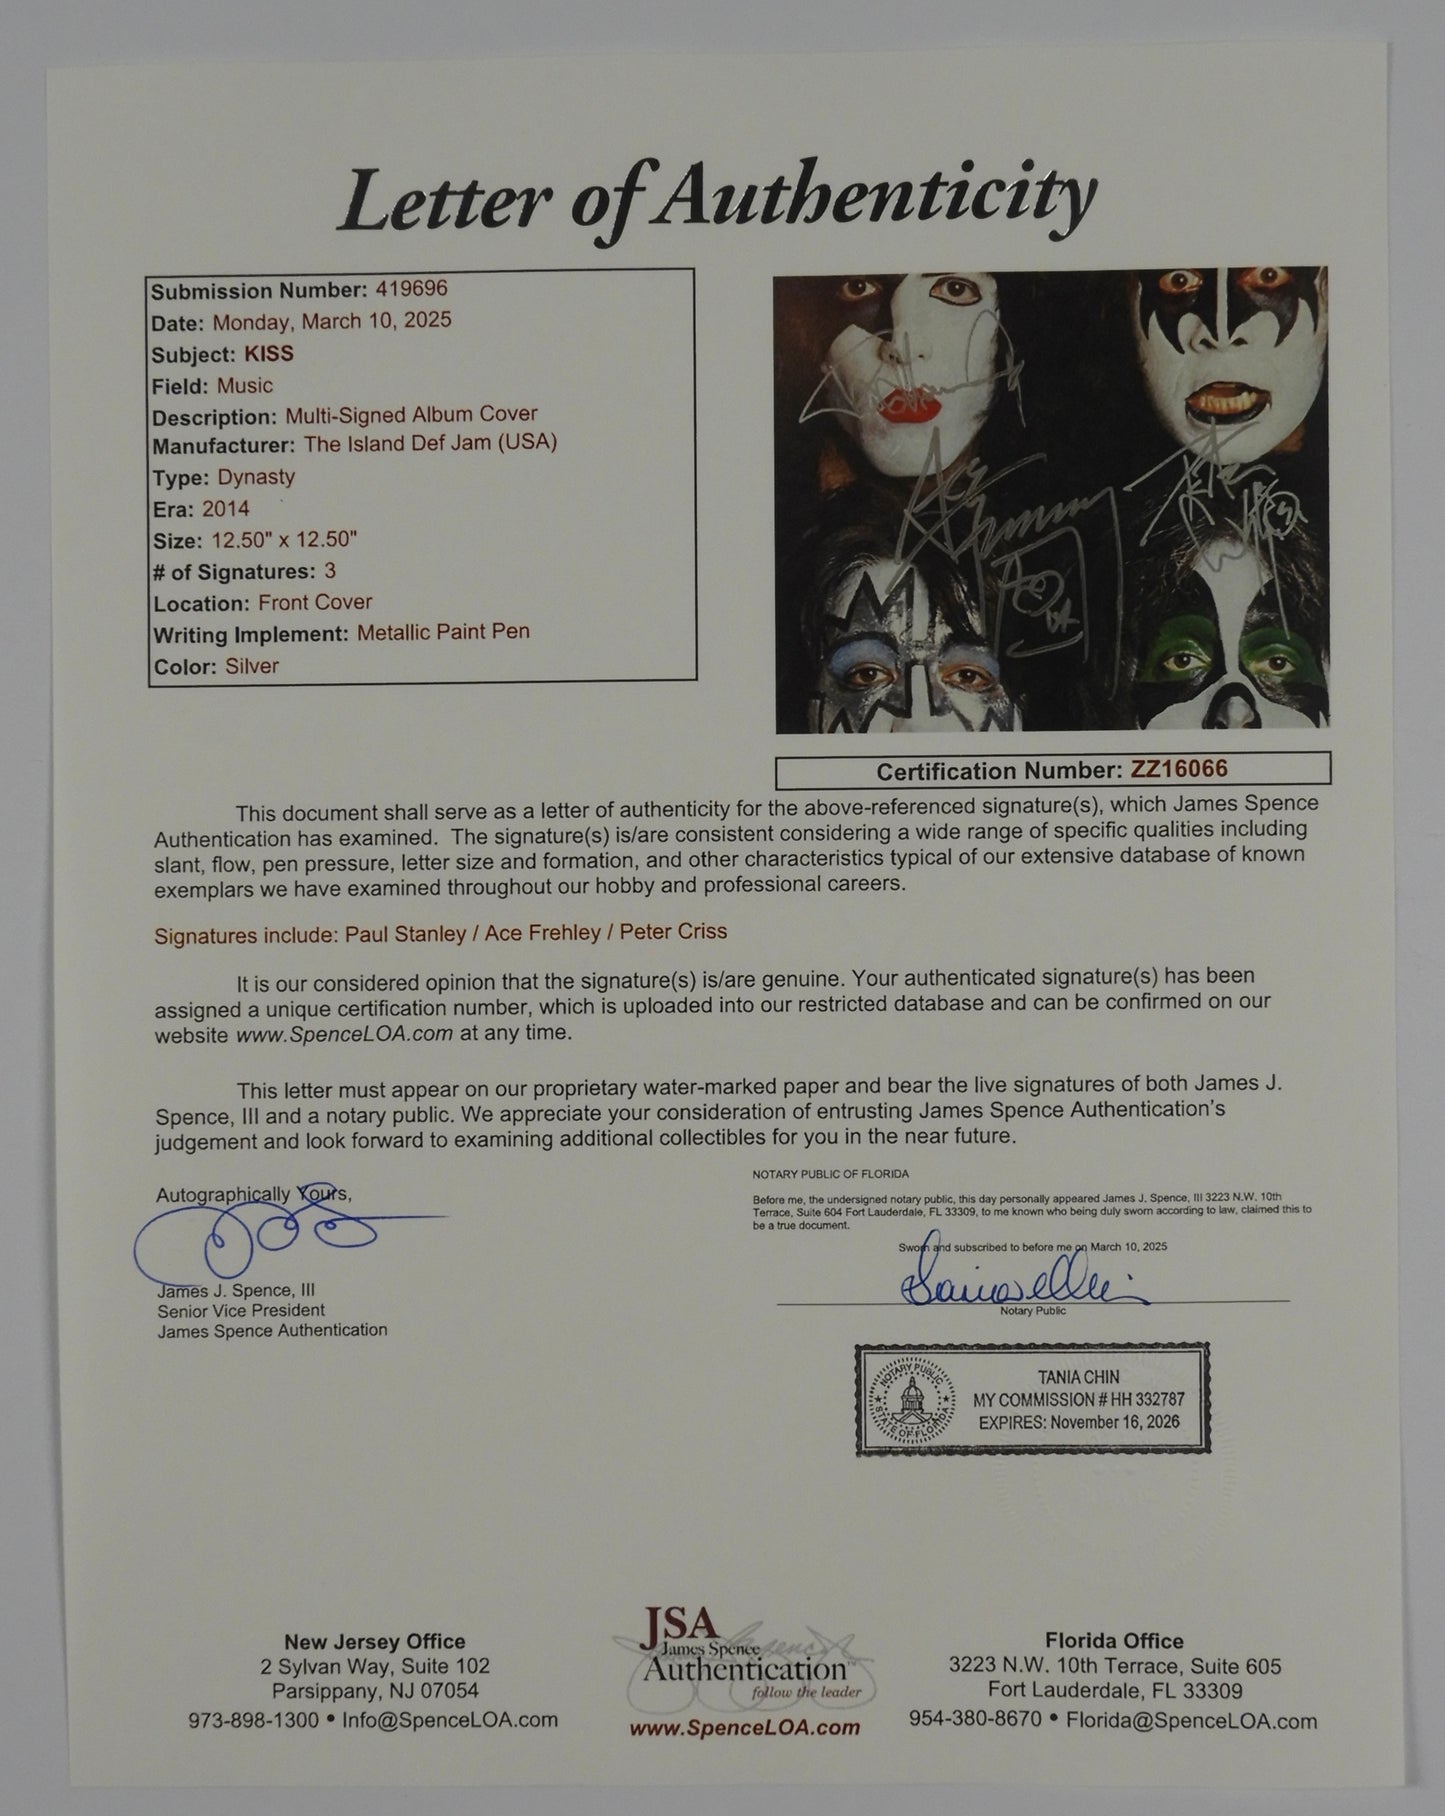 Letter of Authenticity
Submission Number: 419696
Date: Monday, March 10, 2025
Subject: KISS
Field: Music
Description: Multi-Signed Album Cover
Manufacturer: The Island Def Jam (USA)
Type: Dynasty
Era: 2014
Size: 12.50" x 12.50"
# of Signatures: 3
Location: Front Cover
Writing Implement: Metallic Paint Pen
Color: Silver
Certification Number: ZZ16066
This document shall serve as a letter of authenticity for the above-referenced signature(s), which James Spence
Authentication has examined. The signature(s) is/are consistent considering a wide range of specific qualities including
slant, flow, pen pressure, letter size and formation, and other characteristics typical of our extensive database of known
exemplars we have examined throughout our hobby and professional careers.
Signatures include: Paul Stanley / Ace Frehley / Peter Criss
It is our considered opinion that the signature(s) is/are genuine. Your authenticated signature(s) has been
assigned a unique certification number, which is uploaded into our restricted database and can be confirmed on our
website www.SpenceLOA.com at any time.
This letter must appear on our proprietary water-marked paper and bear the live signatures of both James J.
Spence, III and a notary public. We appreciate your consideration of entrusting James Spence Authentication's
judgement and look forward to examining additional collectibles for you in the near future.
Autographically Yours,
James J. Spence, III
Senior Vice President
James Spence Authentication
NOTARY PUBLIC OF FLORIDA
Before me, the undersigned notary public, this day personally appeared James J. Spence, III 3223 N.W. 10th
Terrace, Suite 604 Fort Lauderdale, FL 33309, to me known who being duly sworn according to law, claimed this to
be a true document.
Sworn and subscribed to before me on March 10, 2025
Notary Public
NOTARY PUBLIC
STATE OF FLORIDA
TANIA CHIN
MY COMMISSION # HH 332787
EXPIRES: November 16, 2026
New Jersey Office
2 Sylvan Way, Suite 102
Parsippany, NJ 07054
973-898-1300 • Info@SpenceLOA.com
JSA
James Spence
Authentication™
follow the leader
www.SpenceLOA.com
Florida Office
3223 N.W. 10th Terrace, Suite 605
Fort Lauderdale, FL 33309
954-380-8670 • Florida@SpenceLOA.com